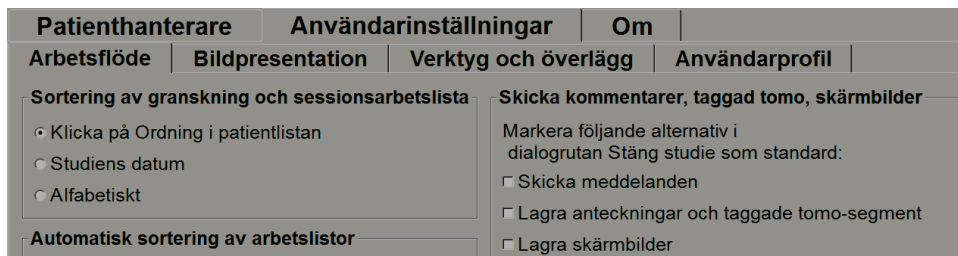 Patienthanterare Användarinställningar Om
Arbetsflöde Bildpresentation Verktyg och överlägg Användarprofil
Sortering av granskning och sessionsarbetslista
Klicka på Ordning i patientlistan
Studiens datum
Alfabetiskt
Automatisk sortering av arbetslistor
Skicka kommentarer, taggad tomo, skärmbilder
Markera följande alternativ i
dialogrutan Stäng studie som standard:
Skicka meddelanden
Lagra anteckningar och taggade tomo-segment
Lagra skärmbilder